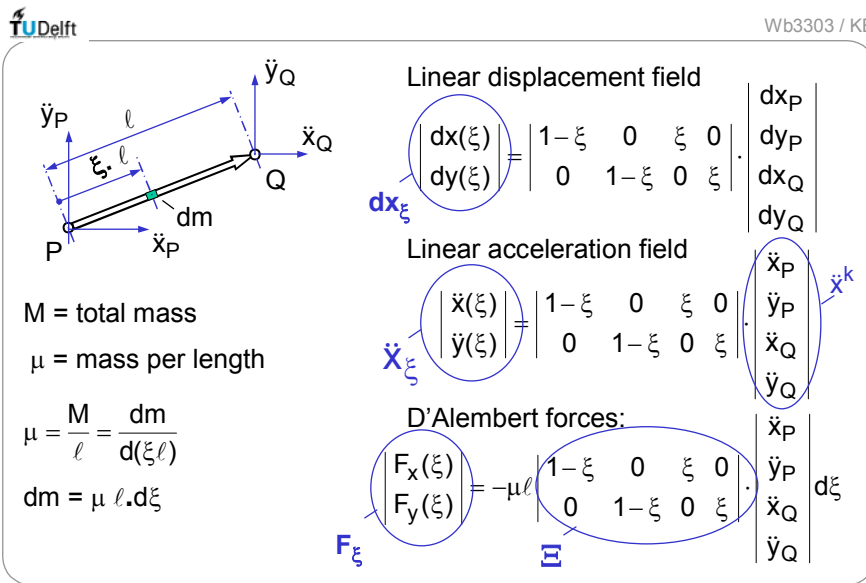 TUDelft
Wb3303 / KB
ÿP
ℓ
ξ. ℓ
ÿQ
ẍQ
Q
dm
P
ẍP
M = total mass
μ = mass per length
μ = M/ℓ = dm/d(ξℓ)
dm = μ ℓ.dξ
Linear displacement field
|dx(ξ)| = |1−ξ 0 ξ 0| . |dxP|
|dy(ξ)| |0 1−ξ 0 ξ| |dyP|
|dxQ|
|dyQ|
dxξ
Linear acceleration field
|ẍ(ξ)| = |1−ξ 0 ξ 0| . |ẍP|
|ÿ(ξ)| |0 1−ξ 0 ξ| |ÿP|
|ẍQ|
|ÿQ|
Ẍξ
ẍk
D'Alembert forces:
|Fx(ξ)| = −μℓ |1−ξ 0 ξ 0| . |ẍP| dξ
|Fy(ξ)| |0 1−ξ 0 ξ| |ÿP|
|ẍQ|
|ÿQ|
Fξ
Ξ